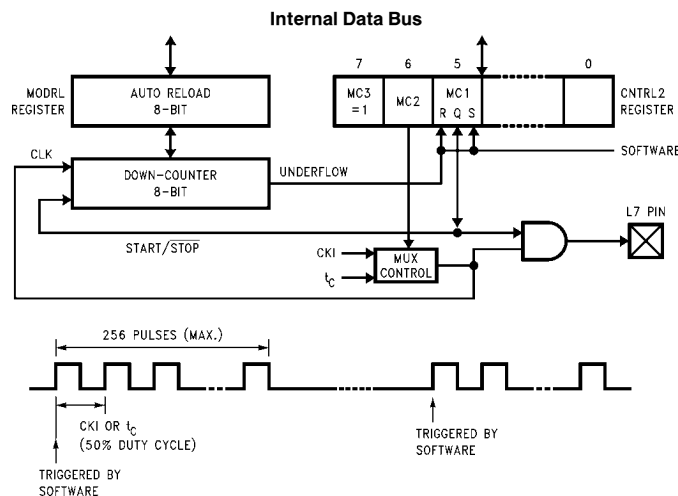 Internal Data Bus
7 6 5 0
MODRL
REGISTER
AUTO RELOAD
8-BIT
MC3
=1
MC2
MC1
R Q S
CNTRL2
REGISTER
CLK
DOWN-COUNTER
8-BIT
UNDERFLOW
SOFTWARE
START/STOP
CKI
tC
MUX
CONTROL
L7 PIN
256 PULSES (MAX.)
CKI OR tC
(50% DUTY CYCLE)
TRIGGERED BY
SOFTWARE
TRIGGERED BY
SOFTWARE